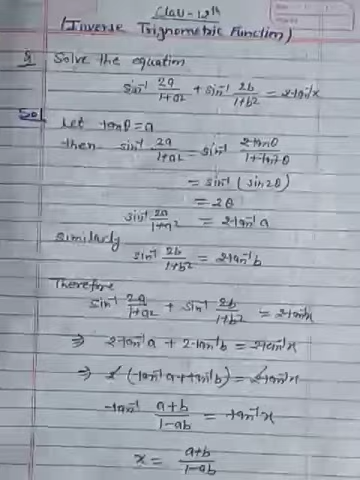 Class - 12th
(Inverse Trignometric Function)
Q Solve the equation
sin⁻¹ 2a/1+a² + sin⁻¹ 2b/1+b² = 2tan⁻¹x
Sol Let tanθ = a
then sin⁻¹ 2a/1+a² = sin⁻¹ 2tanθ/1+tan²θ
= sin⁻¹ (sin2θ)
= 2θ
sin⁻¹ 2a/1+a² = 2tan⁻¹a
Similarly
sin⁻¹ 2b/1+b² = 2tan⁻¹b
Therefore
sin⁻¹ 2a/1+a² + sin⁻¹ 2b/1+b² = 2tan⁻¹x
⇒ 2tan⁻¹a + 2tan⁻¹b = 2tan⁻¹x
⇒ 2 (tan⁻¹a + tan⁻¹b) = 2tan⁻¹x
tan⁻¹ a+b/1-ab = tan⁻¹x
x = a+b/1-ab